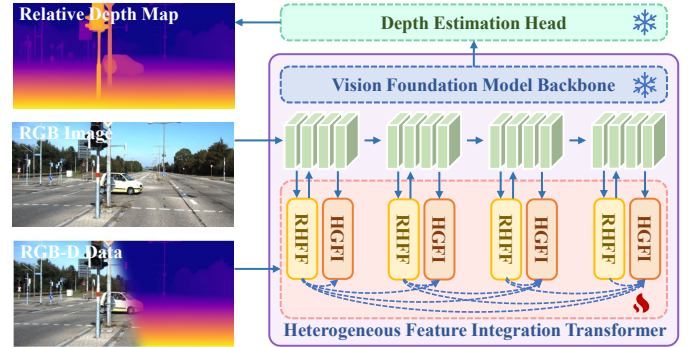 Relative Depth Map
Depth Estimation Head
Vision Foundation Model Backbone
RGB Image
RGB-D Data
RHFF
HGFI
RHFF
HGFI
RHFF
HGFI
RHFF
HGFI
Heterogeneous Feature Integration Transformer